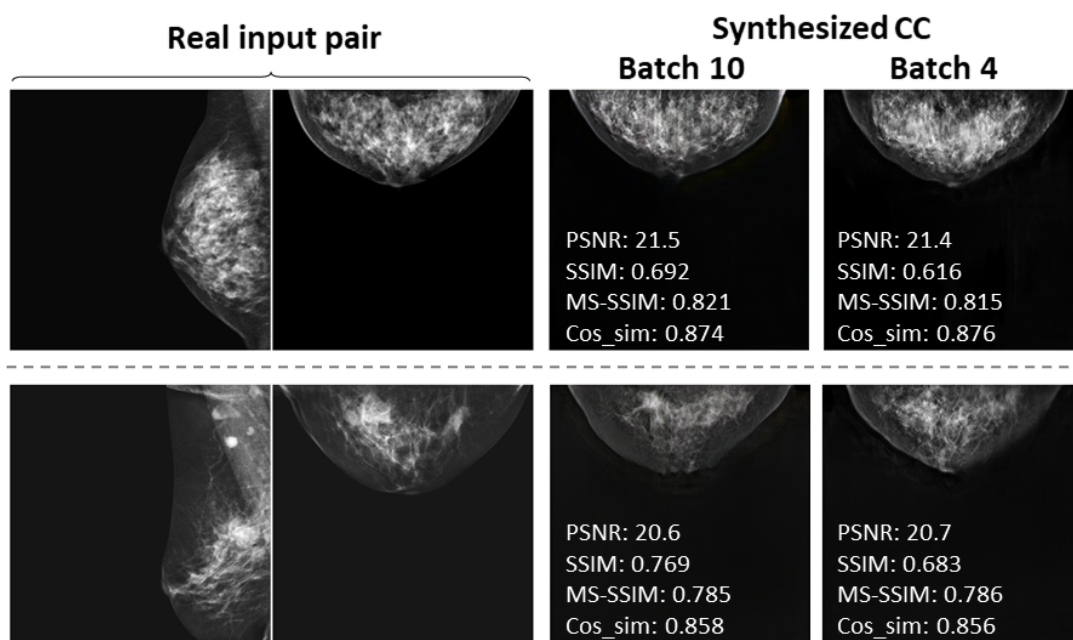 Real input pair
Synthesized CC
Batch 10
Batch 4
PSNR: 21.5
SSIM: 0.692
MS-SSIM: 0.821
Cos_sim: 0.874
PSNR: 21.4
SSIM: 0.616
MS-SSIM: 0.815
Cos_sim: 0.876
PSNR: 20.6
SSIM: 0.769
MS-SSIM: 0.785
Cos_sim: 0.858
PSNR: 20.7
SSIM: 0.683
MS-SSIM: 0.786
Cos_sim: 0.856